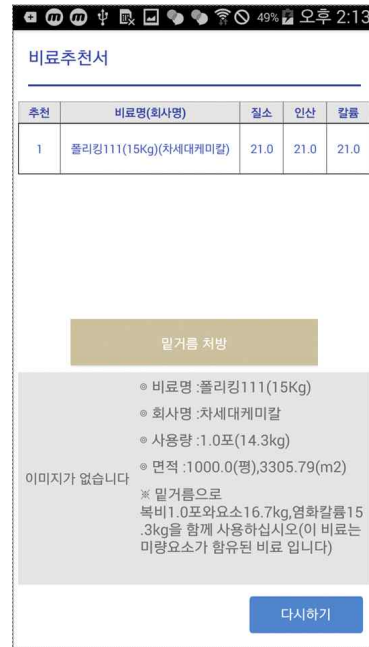 49% 오후 2:13
비료추천서
추천 비료명(회사명) 질소 인산 칼륨
1 폴리킹111(15Kg)(차세대케미칼) 21.0 21.0 21.0
밑거름 처방
이미지가 없습니다
◎ 비료명 :폴리킹111(15Kg)
◎ 회사명 :차세대케미칼
◎ 사용량 :1.0포(14.3kg)
◎ 면적 :1000.0(평),3305.79(m2)
※ 밑거름으로
복비1.0포와요소16.7kg,염화칼륨15
.3kg을 함께 사용하십시오(이 비료는
미량요소가 함유된 비료 입니다)
다시하기